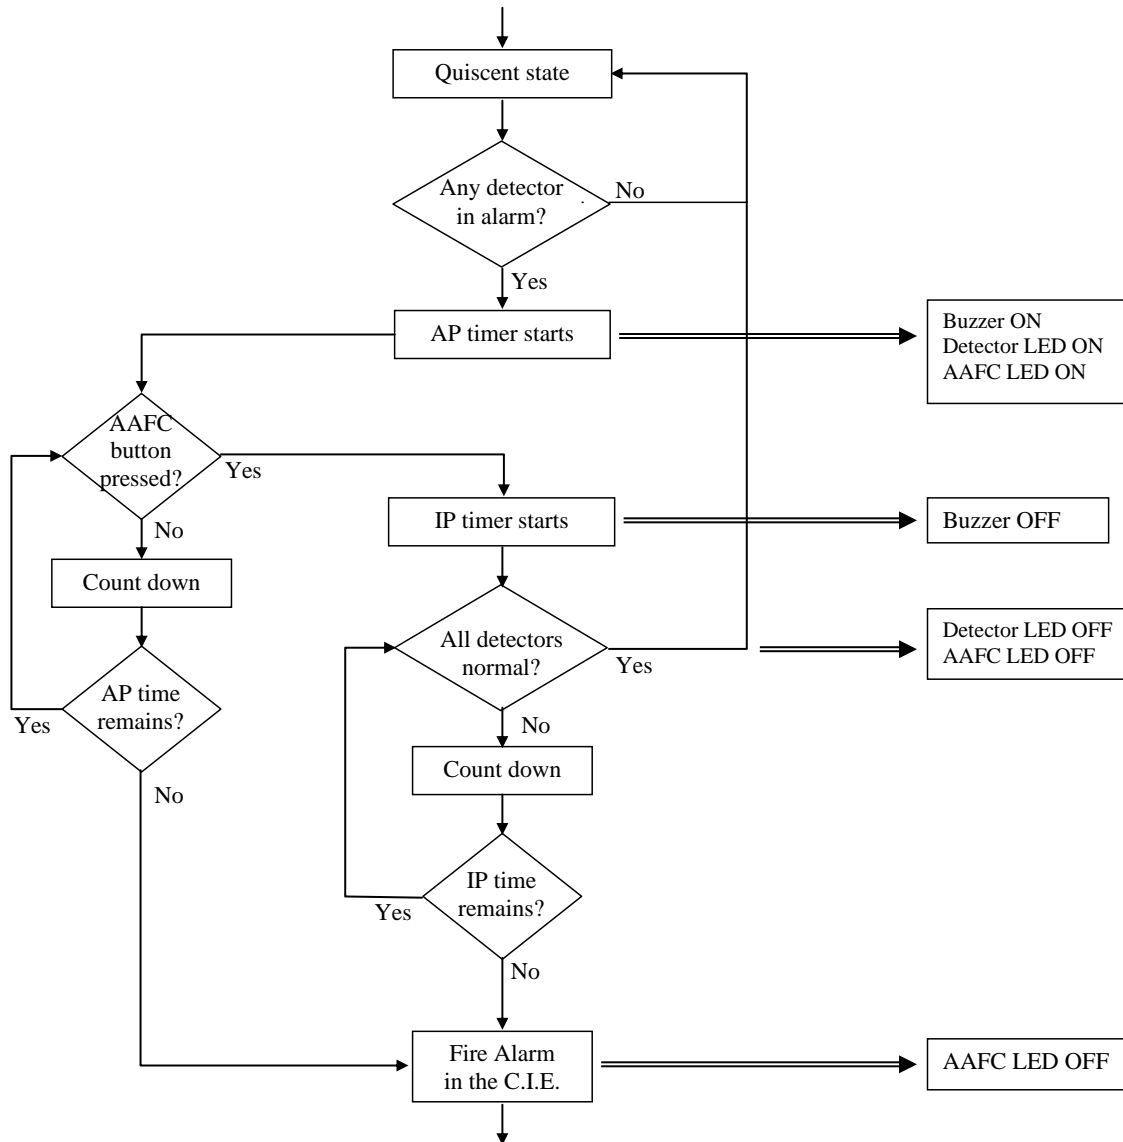 Quiscent state
Any detector
in alarm?
No
Yes
AP timer starts
Buzzer ON
Detector LED ON
AAFC LED ON
AAFC
button
pressed?
Yes
No
IP timer starts
Buzzer OFF
Count down
All detectors
normal?
Yes
Detector LED OFF
AAFC LED OFF
AP time
remains?
Yes
No
No
Count down
IP time
remains?
Yes
No
Fire Alarm
in the C.I.E.
AAFC LED OFF